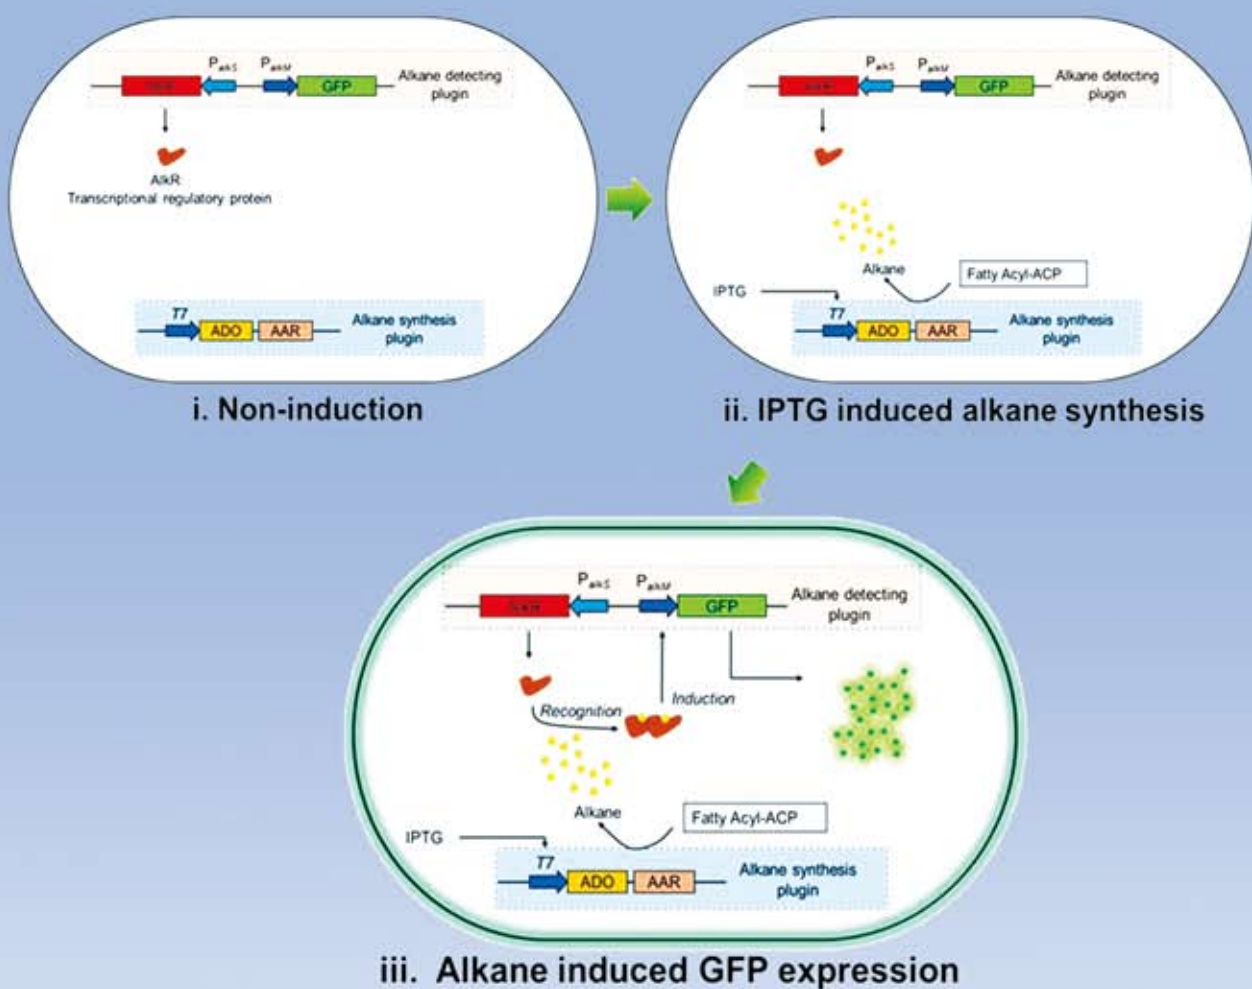 P alkS P alkM
GFP
Alkane detecting
plugin
AlkR
Transcriptional regulatory protein
T7
ADO AAR
Alkane synthesis
plugin
i. Non-induction
P alkS P alkM
GFP
Alkane detecting
plugin
Alkane
Fatty Acyl-ACP
IPTG
T7
ADO AAR
Alkane synthesis
plugin
ii. IPTG induced alkane synthesis
P alkS P alkM
GFP
Alkane detecting
plugin
Recognition
Induction
Alkane
Fatty Acyl-ACP
IPTG
T7
ADO AAR
Alkane synthesis
plugin
iii. Alkane induced GFP expression